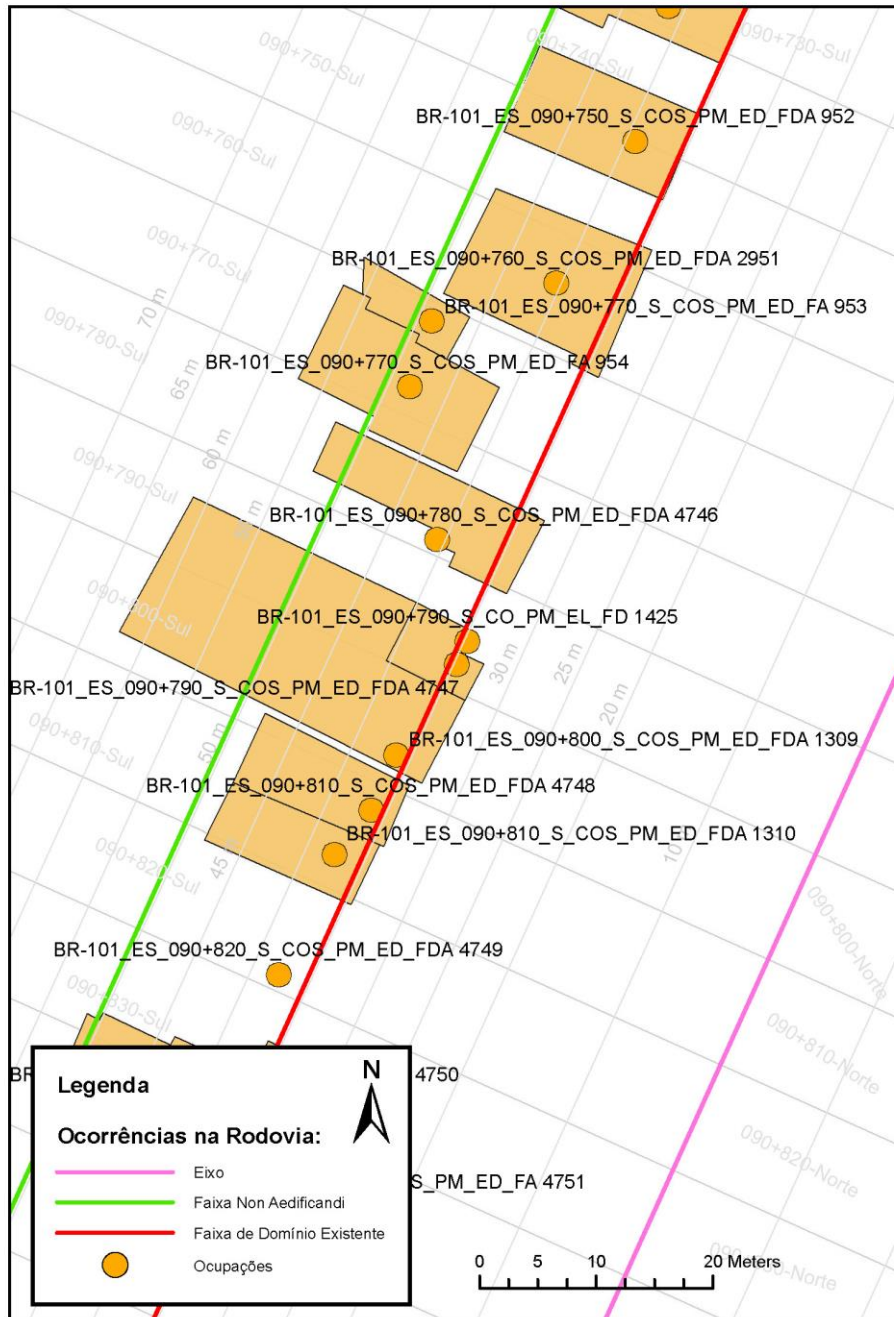 090+750-Sul
090+740-Sul
090+730-Sul
BR-101_ES_090+750_S_COS_PM_ED_FDA 952
090+760-Sul
090+770-Sul
BR-101_ES_090+760_S_COS_PM_ED_FDA 2951
70 m
BR-101_ES_090+770_S_COS_PM_ED_FA 953
090+780-Sul
BR-101_ES_090+770_S_COS_PM_ED_FA 954
65 m
60 m
090+790-Sul
BR-101_ES_090+780_S_COS_PM_ED_FDA 4746
090+800-Sul
BR-101_ES_090+790_S_CO_PM_EL_FD 1425
30 m
25 m
BR-101_ES_090+790_S_COS_PM_ED_FDA 4747
20 m
090+810-Sul
50 m
BR-101_ES_090+800_S_COS_PM_ED_FDA 1309
BR-101_ES_090+810_S_COS_PM_ED_FDA 4748
BR-101_ES_090+810_S_COS_PM_ED_FDA 1310
090+820-Sul
45
10
090+800-Norte
BR-101_ES_090+820_S_COS_PM_ED_FDA 4749
090+830-Sul
090+810-Norte
4750
Legenda
N
Ocorrências na Rodovia:
090+820-Norte
Eixo
S_PM_ED_FA 4751
Faixa Non Aedificandi
Faixa de Domínio Existente
Ocupações
0 5 10 20 Meters